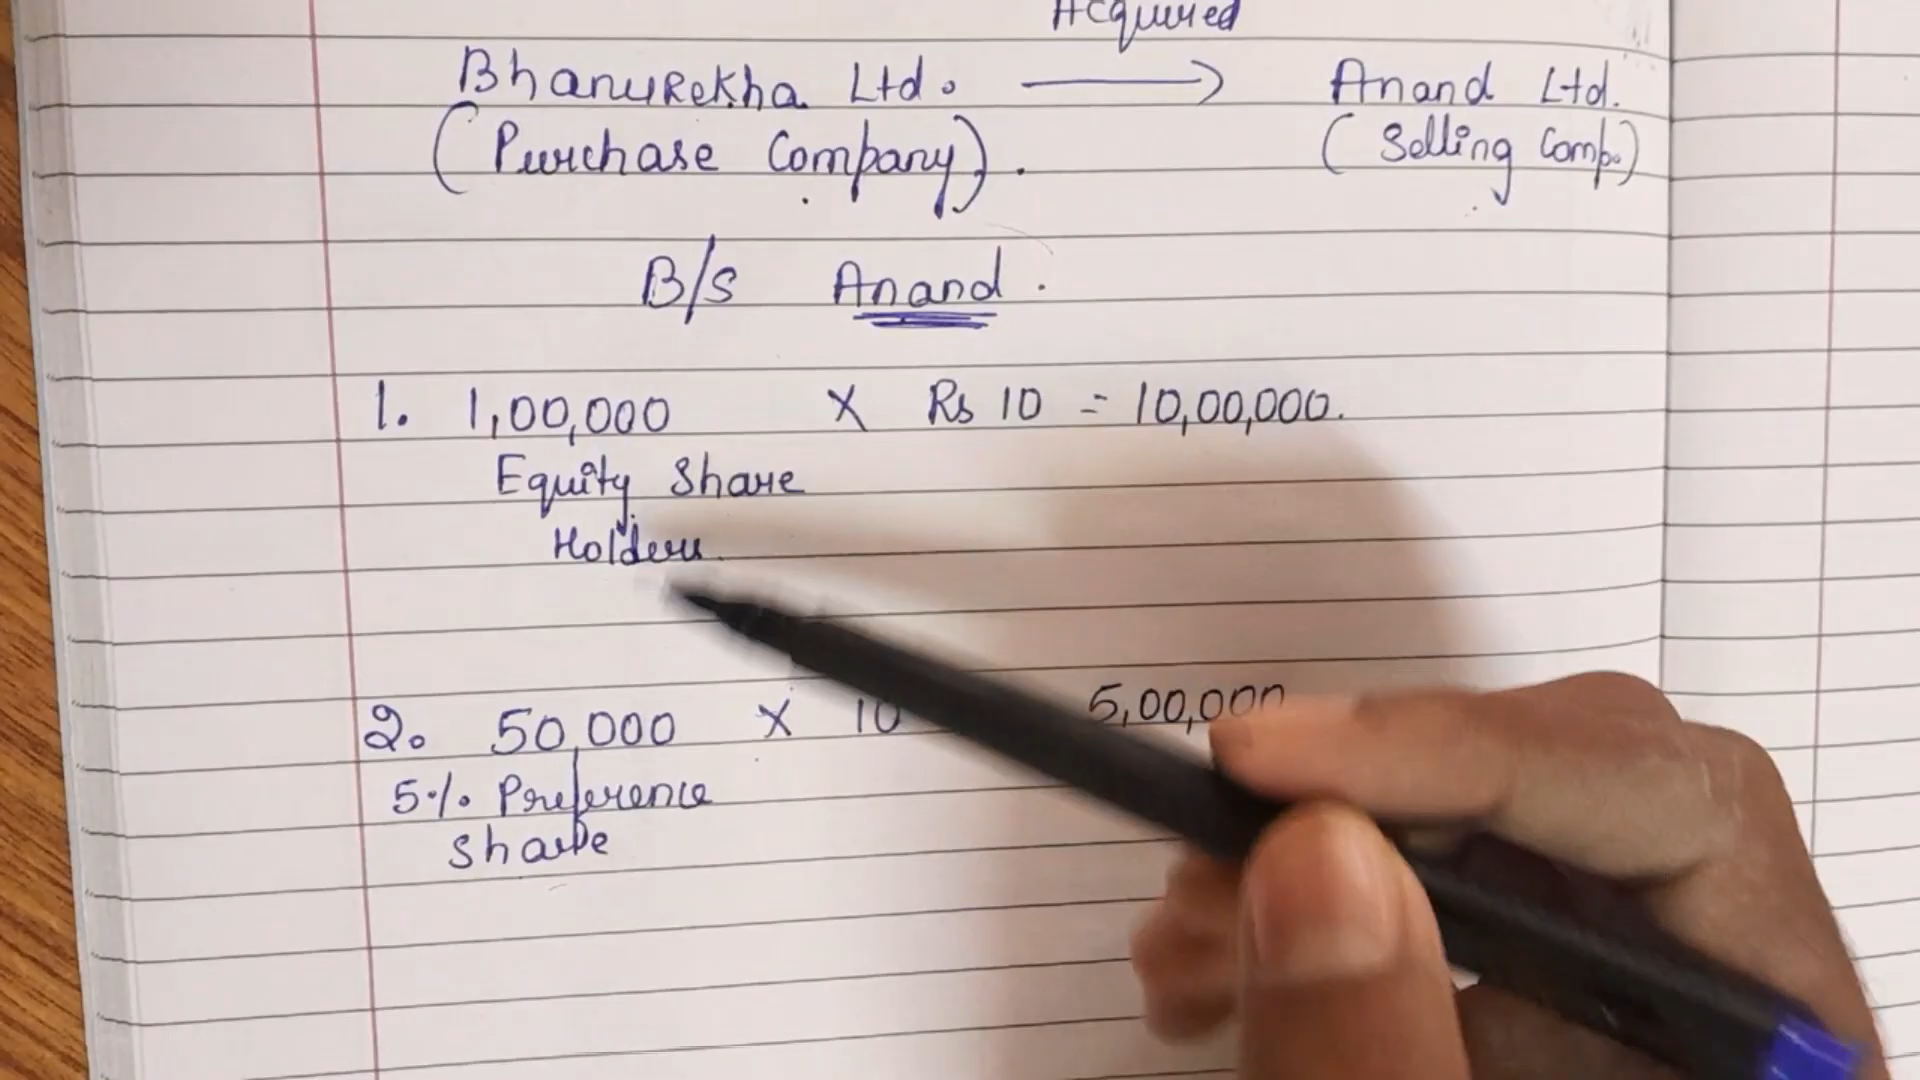 Acquired
Bhanurekha Ltd. → Anand Ltd.
(Purchase Company). (Selling Comp.)
B/S Anand.
1. 1,00,000 X Rs 10 = 10,00,000.
Equity Share
Holders
2. 50,000 X 10 5,00,000
5% Preference
Share